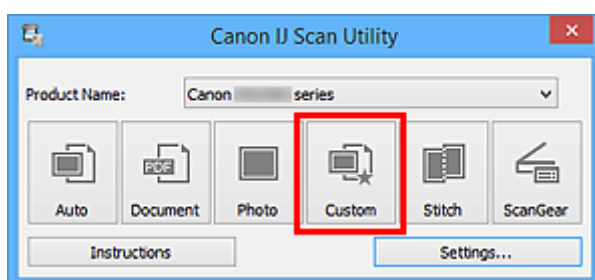 Canon IJ Scan Utility
Product Name: Canon series
PDF
Auto Document Photo Custom Stitch ScanGear
Instructions Settings...